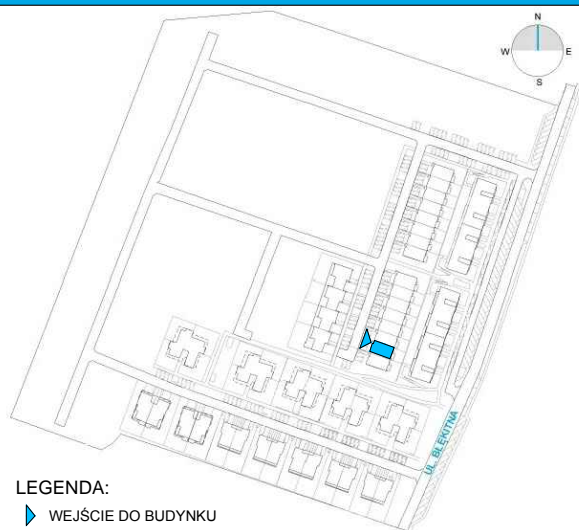 N
W E
S
UL. BŁĘKITNA
LEGENDA:
WEJŚCIE DO BUDYNKU